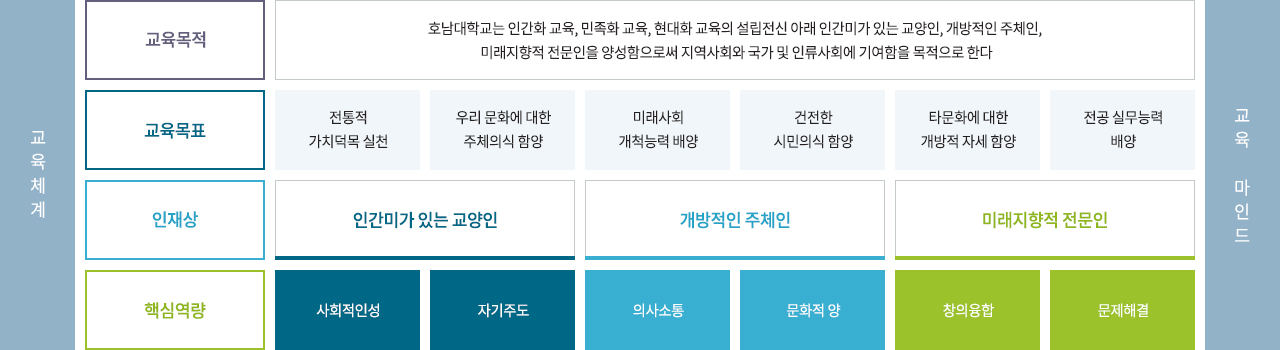 교육체계
교육목적
호남대학교는 인간화 교육, 민족화 교육, 현대화 교육의 설립전신 아래 인간미가 있는 교양인, 개방적인 주체인,
미래지향적 전문인을 양성함으로써 지역사회와 국가 및 인류사회에 기여함을 목적으로 한다
교육목표
전통적
가치덕목 실천
우리 문화에 대한
주체의식 함양
미래사회
개척능력 배양
건전한
시민의식 함양
타문화에 대한
개방적 자세 함양
전공 실무능력
배양
인재상
인간미가 있는 교양인
개방적인 주체인
미래지향적 전문인
핵심역량
사회적인성
자기주도
의사소통
문화적 양
창의융합
문제해결
교육 마인드